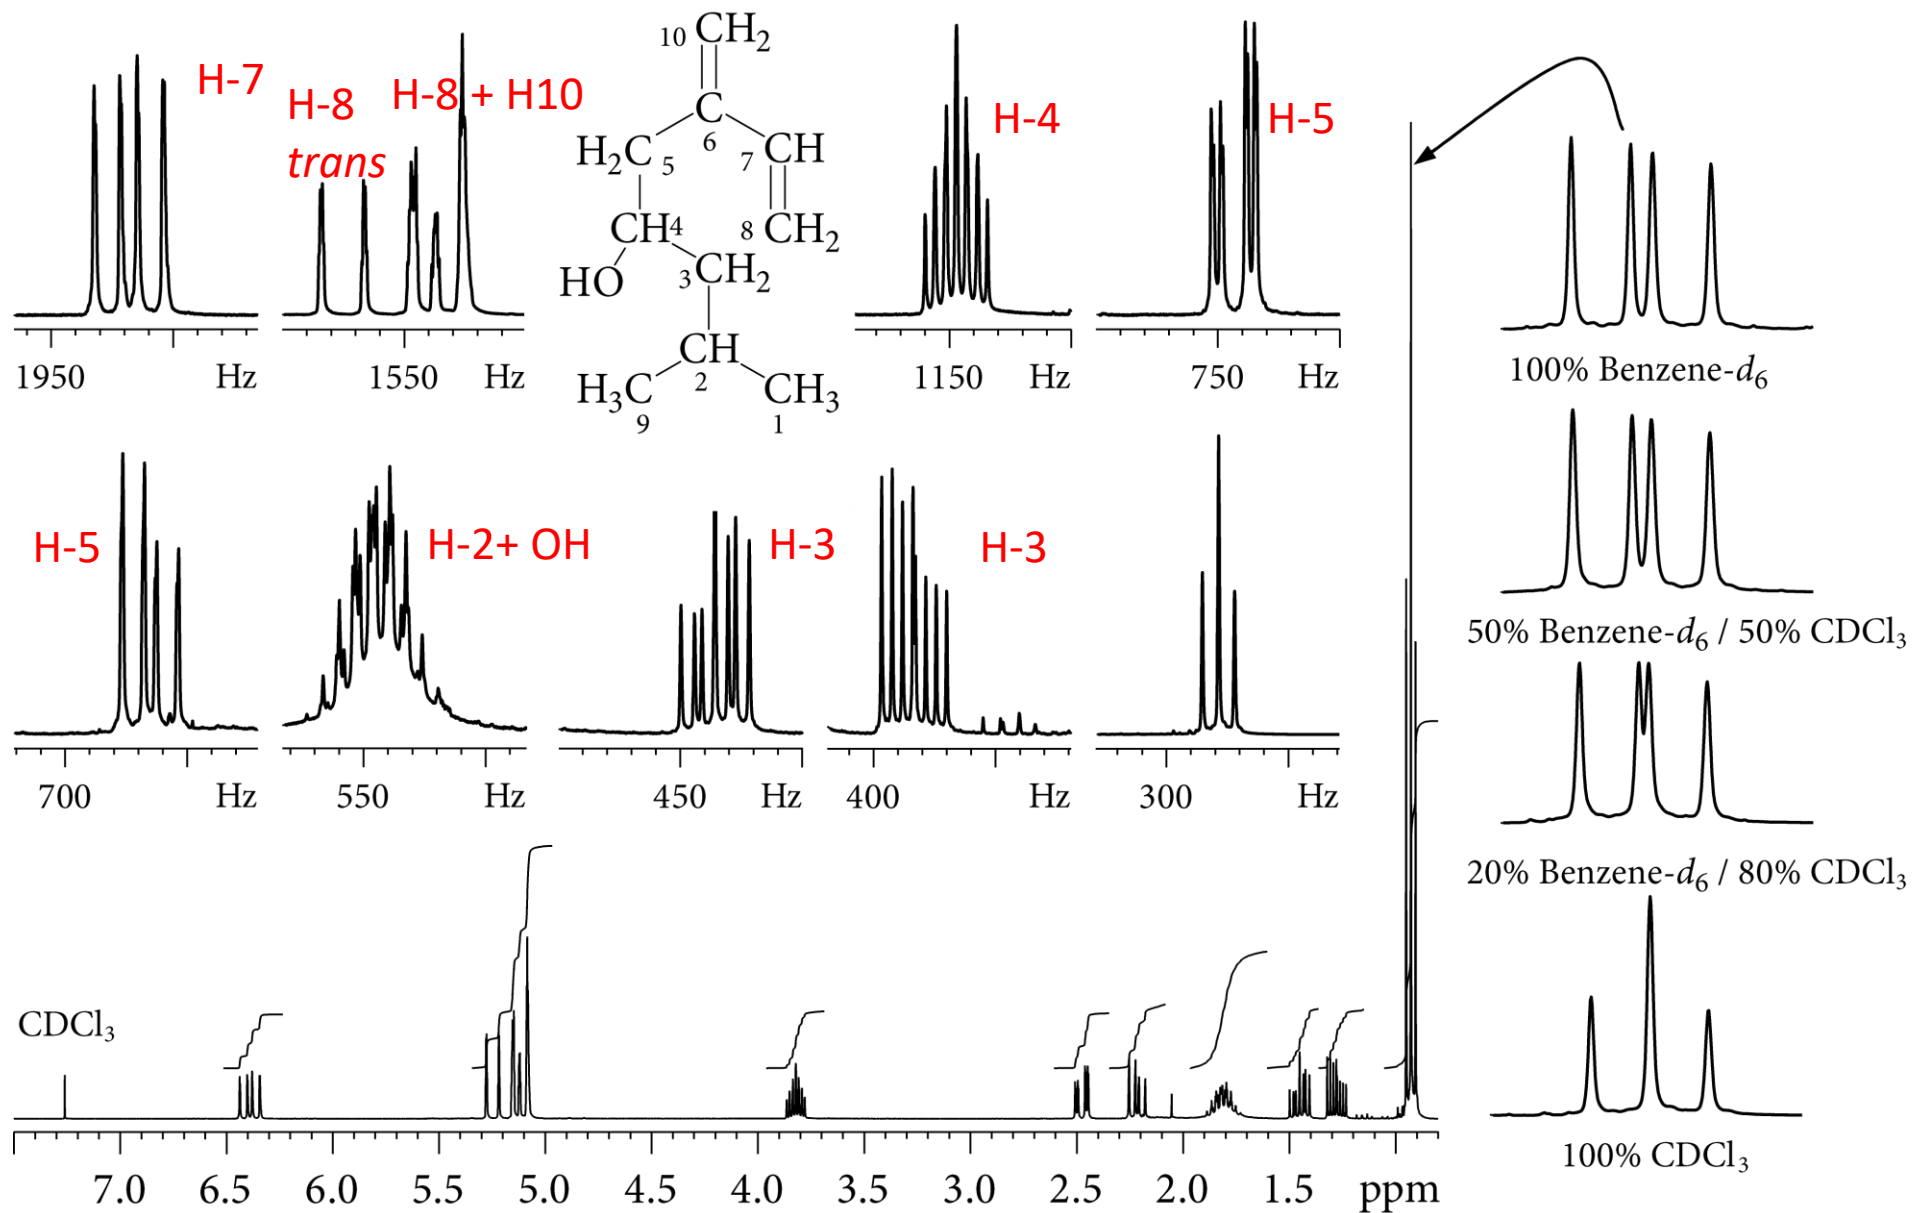 H-7
H-8
trans
H-8 + H10
H-4
H-5
10 CH2
C
6
H2C 5
7 CH
CH 4
8 CH2
HO
3 CH2
CH
2
H3C
9
CH3
1
1950 Hz
1550 Hz
1150 Hz
750 Hz
100% Benzene-d6
H-5
H-2+ OH
H-3
H-3
50% Benzene-d6 / 50% CDCl3
700 Hz
550 Hz
450 Hz
400 Hz
300 Hz
20% Benzene-d6 / 80% CDCl3
CDCl3
100% CDCl3
7.0 6.5 6.0 5.5 5.0 4.5 4.0 3.5 3.0 2.5 2.0 1.5 ppm